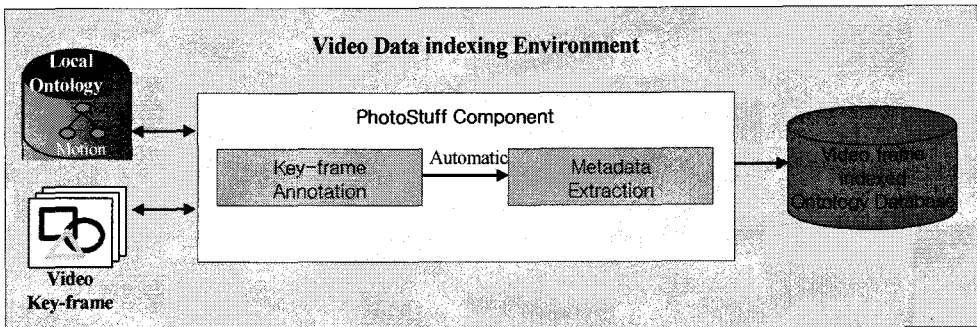 Video Data indexing Environment
Local
Ontology
Motion
Video
Key-frame
PhotoStuff Component
Key-frame
Annotation
Automatic
Metadata
Extraction
Video frame
indexed
Ontology Database